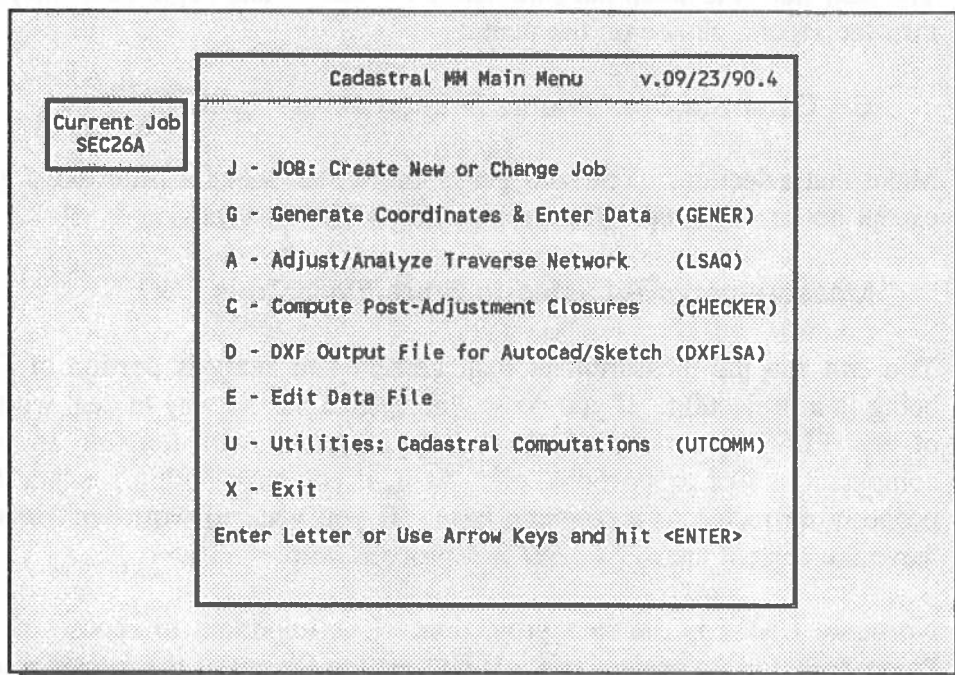 Cadastral MM Main Menu v.09/23/90.4
Current Job
SEC26A
J - JOB: Create New or Change Job
G - Generate Coordinates & Enter Data (GENER)
A - Adjust/Analyze Traverse Network (LSAQ)
C - Compute Post-Adjustment Closures (CHECKER)
D - DXF Output File for AutoCad/Sketch (DXFLSA)
E - Edit Data File
U - Utilities: Cadastral Computations (UTCOMM)
X - Exit
Enter Letter or Use Arrow Keys and hit <ENTER>